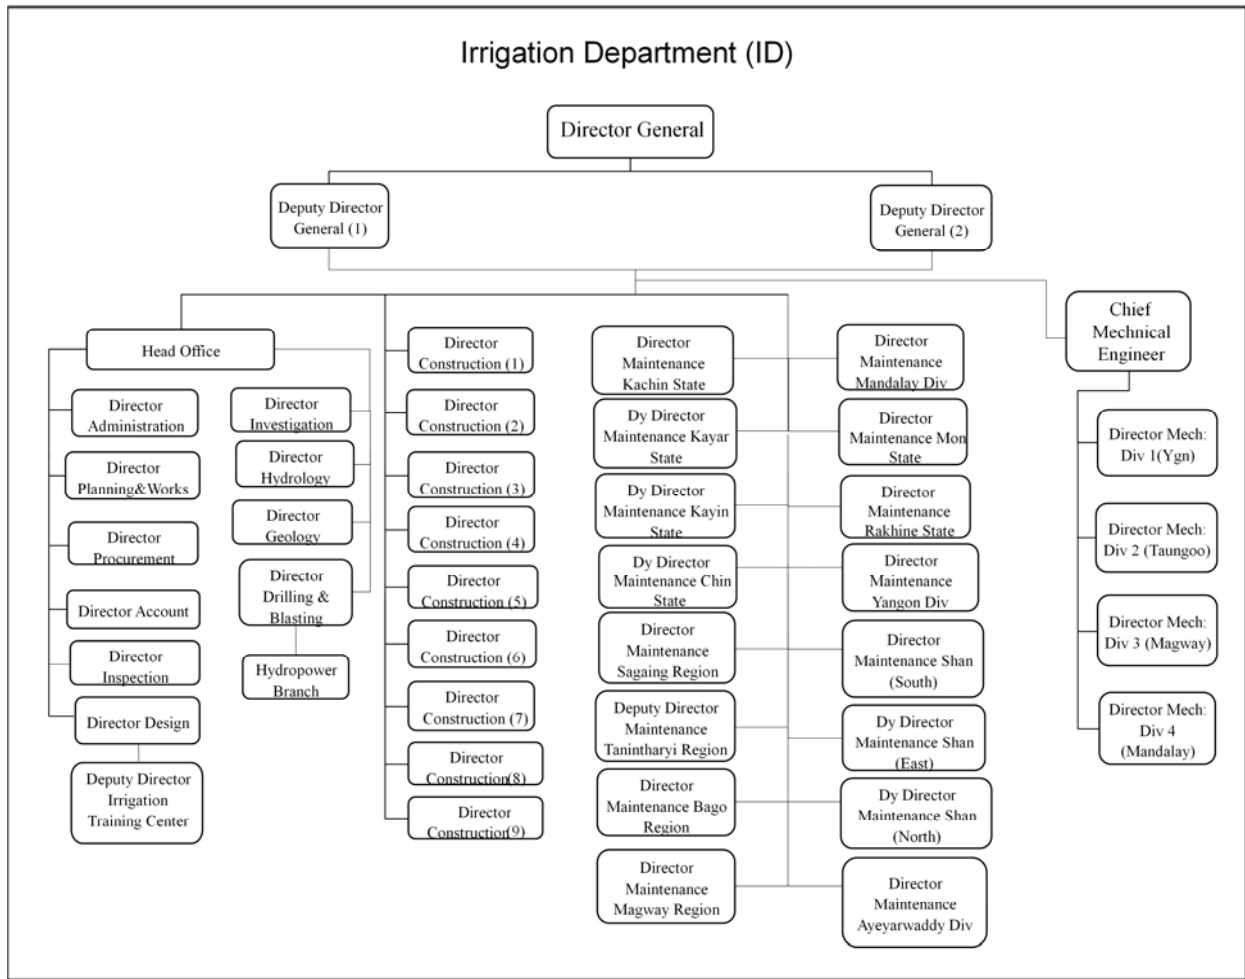 Irrigation Department (ID)
Director General
Deputy Director
General (1)
Deputy Director
General (2)
Chief
Mechnical
Engineer
Head Office
Director
Administration
Director
Planning&Works
Director
Procurement
Director Account
Director
Inspection
Director Design
Deputy Director
Irrigation
Training Center
Director
Investigation
Director
Hydrology
Director
Geology
Director
Drilling &
Blasting
Hydropower
Branch
Director
Construction (1)
Director
Construction (2)
Director
Construction (3)
Director
Construction (4)
Director
Construction (5)
Director
Construction (6)
Director
Construction (7)
Director
Construction(8)
Director
Construction(9)
Director
Maintenance
Kachin State
Dy Director
Maintenance Kayar
State
Dy Director
Maintenance Kayin
State
Dy Director
Maintenance Chin
State
Director
Maintenance
Sagaing Region
Deputy Director
Maintenance
Tanintharyi Region
Director
Maintenance Bago
Region
Director
Maintenance
Magway Region
Director
Maintenance
Mandalay Div
Director
Maintenance Mon
State
Director
Maintenance
Rakhine State
Director
Maintenance
Yangon Div
Director
Maintenance Shan
(South)
Dy Director
Maintenance Shan
(East)
Dy Director
Maintenance Shan
(North)
Director
Maintenance
Ayeyarwaddy Div
Director Mech:
Div 1(Ygn)
Director Mech:
Div 2 (Taungoo)
Director Mech:
Div 3 (Magway)
Director Mech:
Div 4
(Mandalay)